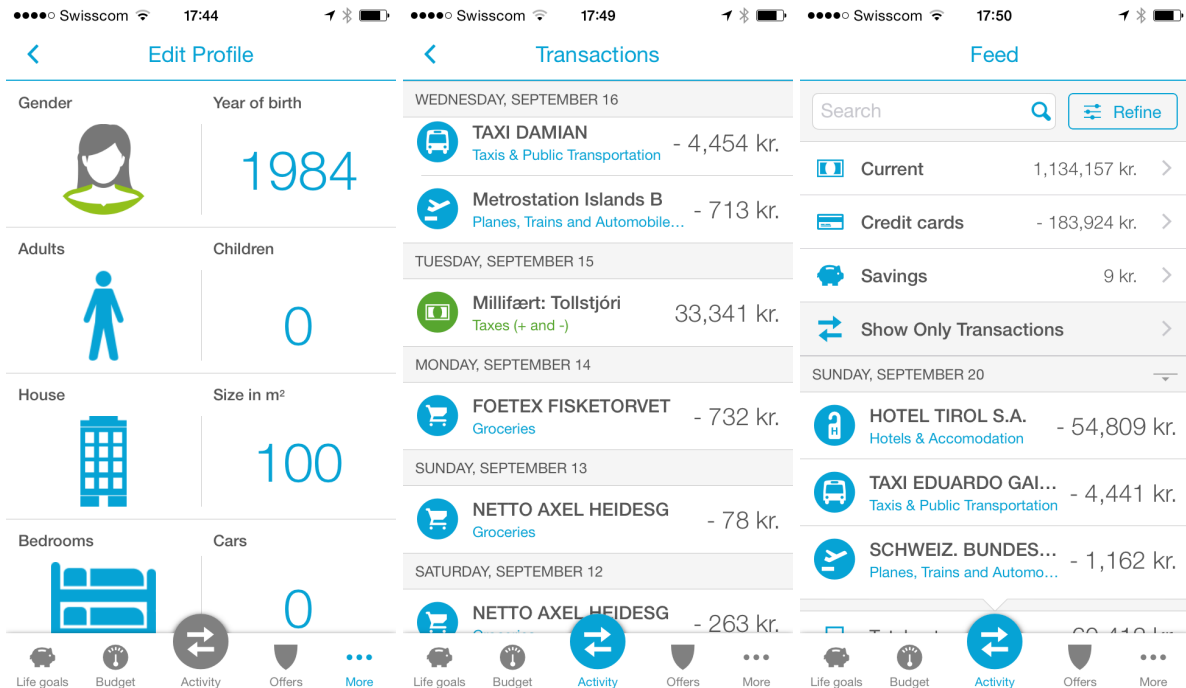 Swisscom 17:44
Edit Profile
Gender Year of birth
1984
Adults Children
0
House Size in m²
100
Bedrooms Cars
0
Life goals Budget Activity Offers More
Swisscom 17:49
Transactions
WEDNESDAY, SEPTEMBER 16
TAXI DAMIAN
Taxis & Public Transportation
- 4,454 kr.
Metrostation Islands B
Planes, Trains and Automobile...
- 713 kr.
TUESDAY, SEPTEMBER 15
Millifært: Tollstjóri
Taxes (+ and -)
33,341 kr.
MONDAY, SEPTEMBER 14
FOETEX FISKETORVET
Groceries
- 732 kr.
SUNDAY, SEPTEMBER 13
NETTO AXEL HEIDESG
Groceries
- 78 kr.
SATURDAY, SEPTEMBER 12
NETTO AXEL HEIDESG
- 263 kr.
Life goals Budget Activity Offers More
Swisscom 17:50
Feed
Search Refine
Current 1,134,157 kr.
Credit cards - 183,924 kr.
Savings 9 kr.
Show Only Transactions
SUNDAY, SEPTEMBER 20
HOTEL TIROL S.A.
Hotels & Accomodation
- 54,809 kr.
TAXI EDUARDO GAI...
Taxis & Public Transportation
- 4,441 kr.
SCHWEIZ. BUNDES...
Planes, Trains and Automo...
- 1,162 kr.
Life goals Budget Activity Offers More